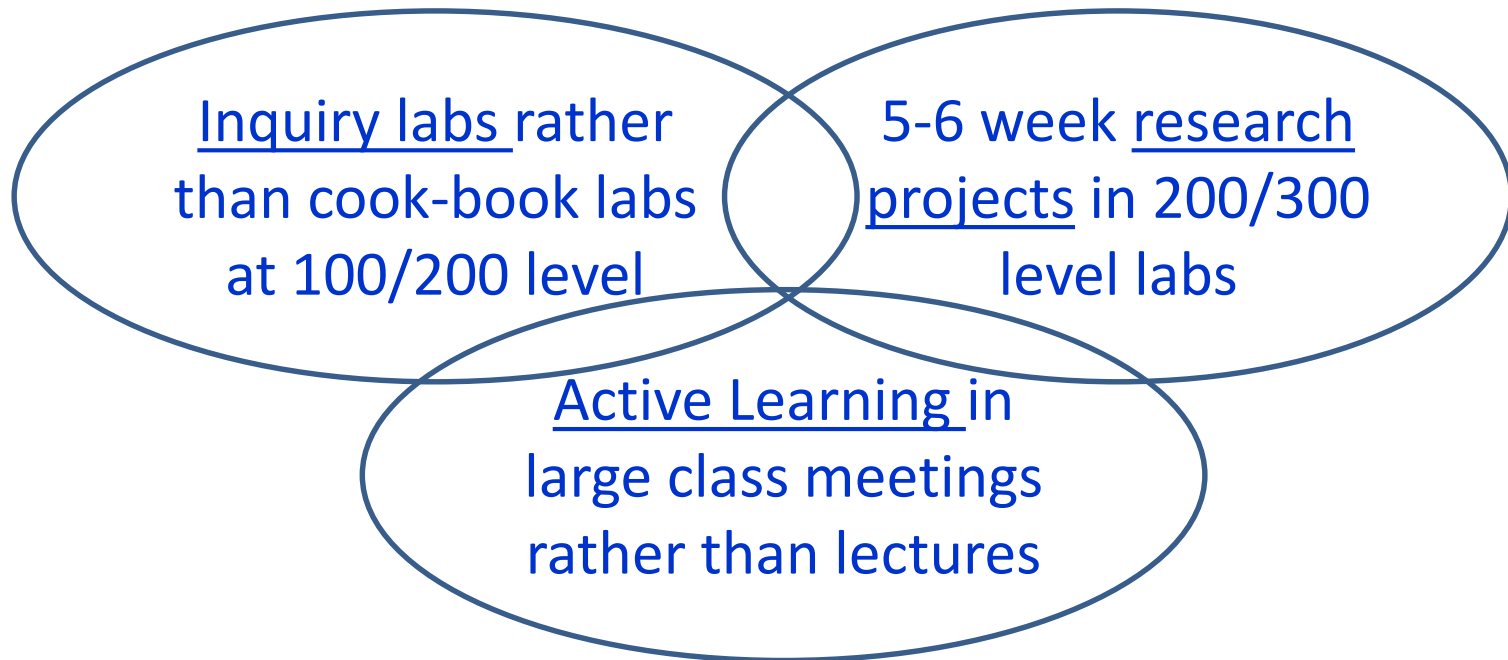 Inquiry labs rather
than cook-book labs
at 100/200 level
5-6 week research
projects in 200/300
level labs
Active Learning in
large class meetings
rather than lectures